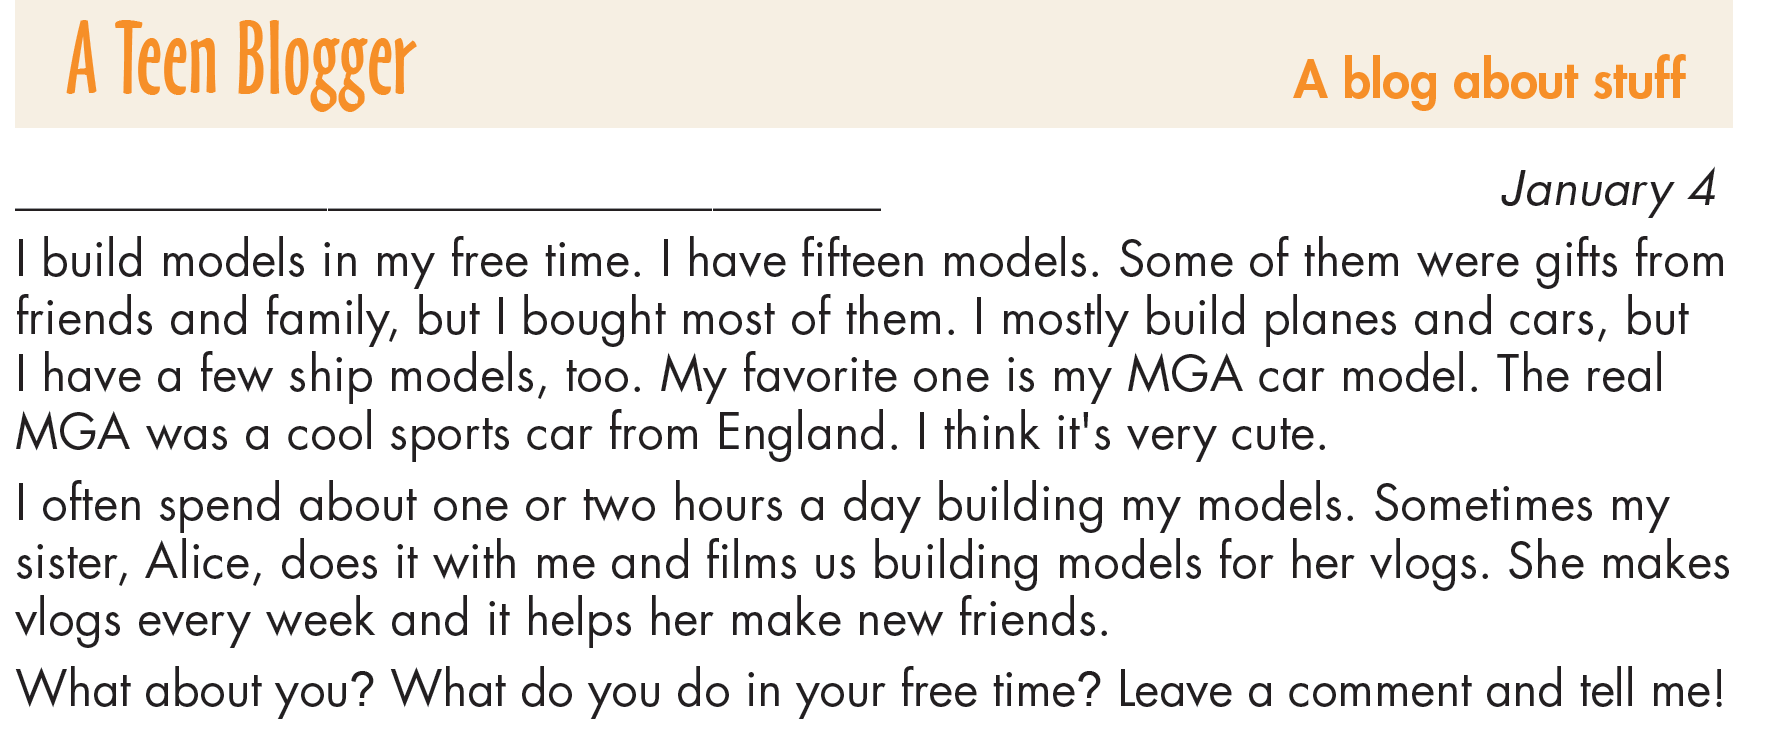 A Teen Blogger
A blog about stuff
January 4
I build models in my free time. I have fifteen models. Some of them were gifts from
friends and family, but I bought most of them. I mostly build planes and cars, but
I have a few ship models, too. My favorite one is my MGA car model. The real
MGA was a cool sports car from England. I think it's very cute.
I often spend about one or two hours a day building my models. Sometimes my
sister, Alice, does it with me and films us building models for her vlogs. She makes
vlogs every week and it helps her make new friends.
What about you? What do you do in your free time? Leave a comment and tell me!